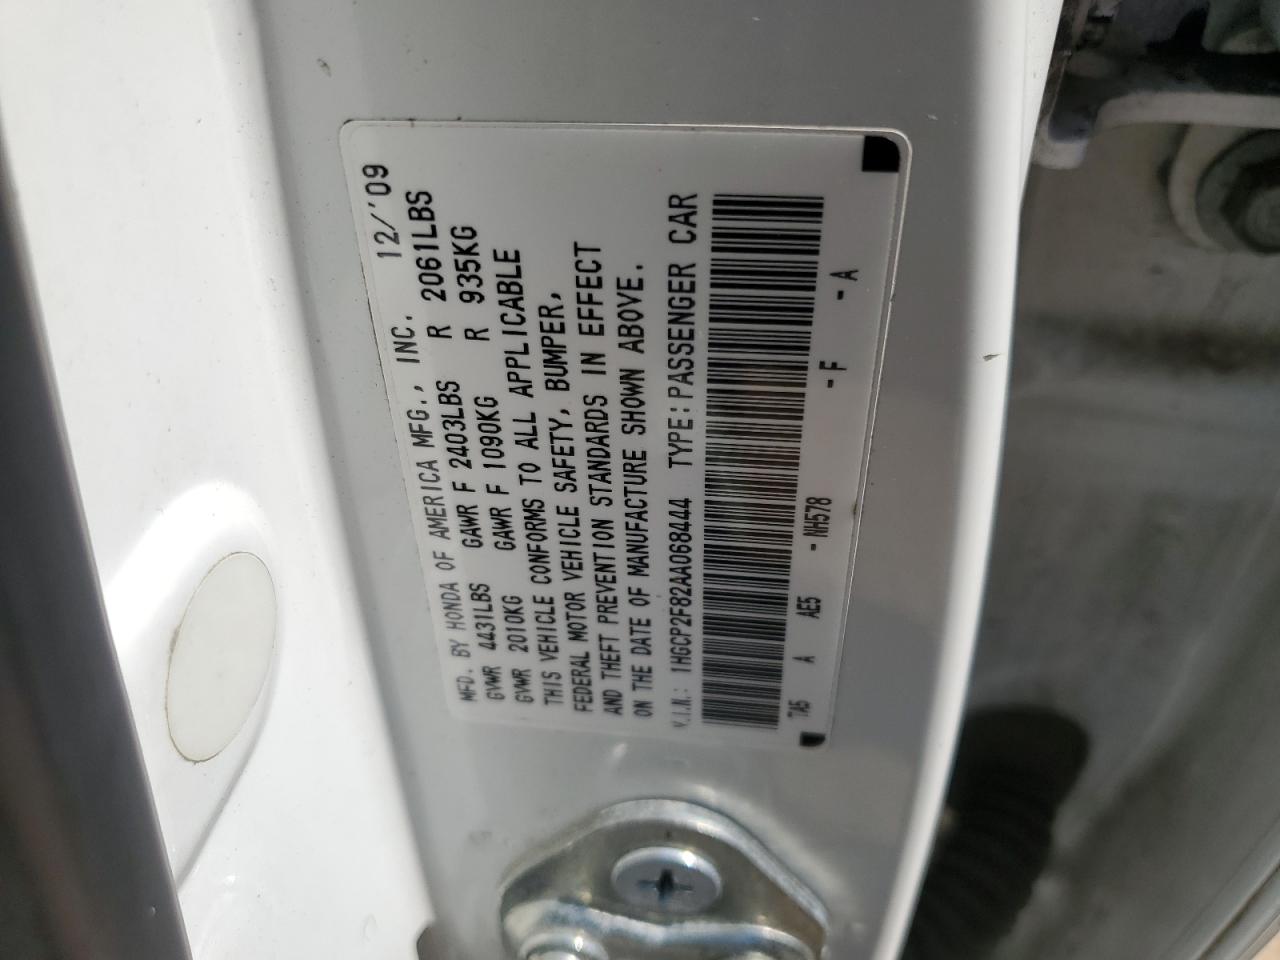 MFD. BY HONDA OF AMERICA MFG., INC. 12/'09
GVWR 4431LBS GAWR F 2403LBS R 2061LBS
GVWR 2010KG GAWR F 1090KG R 935KG
THIS VEHICLE CONFORMS TO ALL APPLICABLE
FEDERAL MOTOR VEHICLE SAFETY, BUMPER,
AND THEFT PREVENTION STANDARDS IN EFFECT
ON THE DATE OF MANUFACTURE SHOWN ABOVE.
V.I.N.: 1HGCP2F82AA068444 TYPE: PASSENGER CAR
TA5 A AE5 - NH578 - F - A